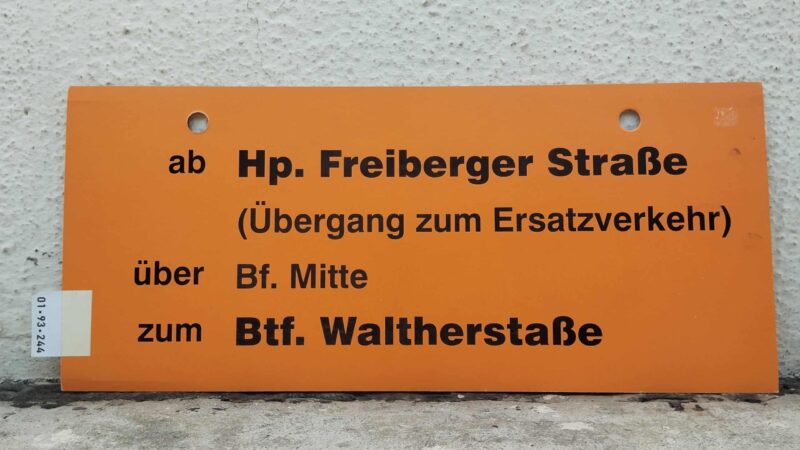 ab Hp. Freiberger Straße
(Übergang zum Ersatzverkehr)
über Bf. Mitte
zum Btf. Waltherstaße
01·93·244